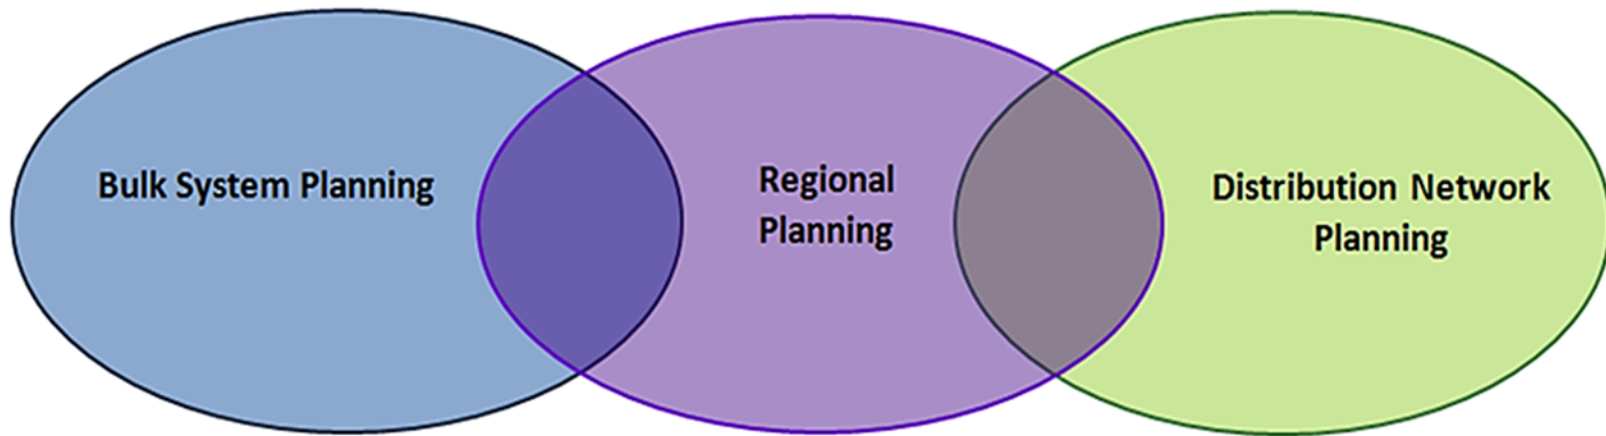 Bulk System Planning
Regional
Planning
Distribution Network
Planning